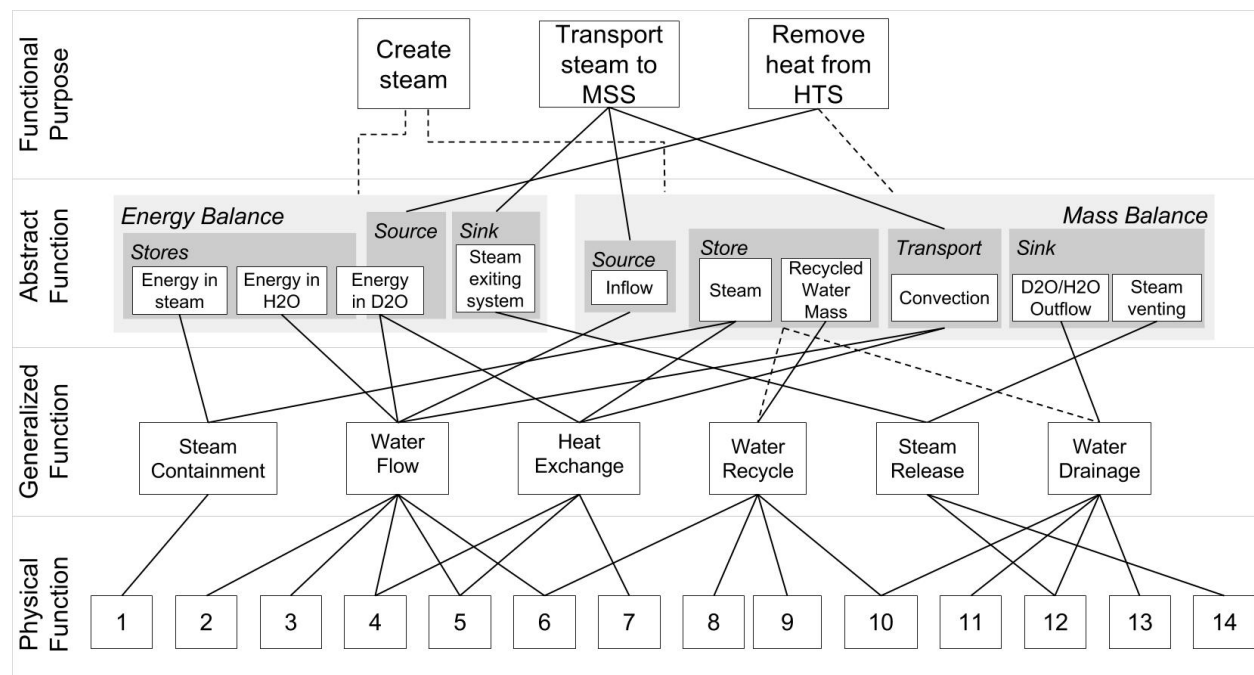 Functional
Purpose
Create
steam
Transport
steam to
MSS
Remove
heat from
HTS
Abstract
Function
Energy Balance
Stores
Energy in
steam
Energy in
H2O
Source
Energy
in D2O
Sink
Steam
exiting
system
Mass Balance
Source
Inflow
Store
Steam
Recycled
Water
Mass
Transport
Convection
Sink
D2O/H2O
Outflow
Steam
venting
Generalized
Function
Steam
Containment
Water
Flow
Heat
Exchange
Water
Recycle
Steam
Release
Water
Drainage
Physical
Function
1
2
3
4
5
6
7
8
9
10
11
12
13
14